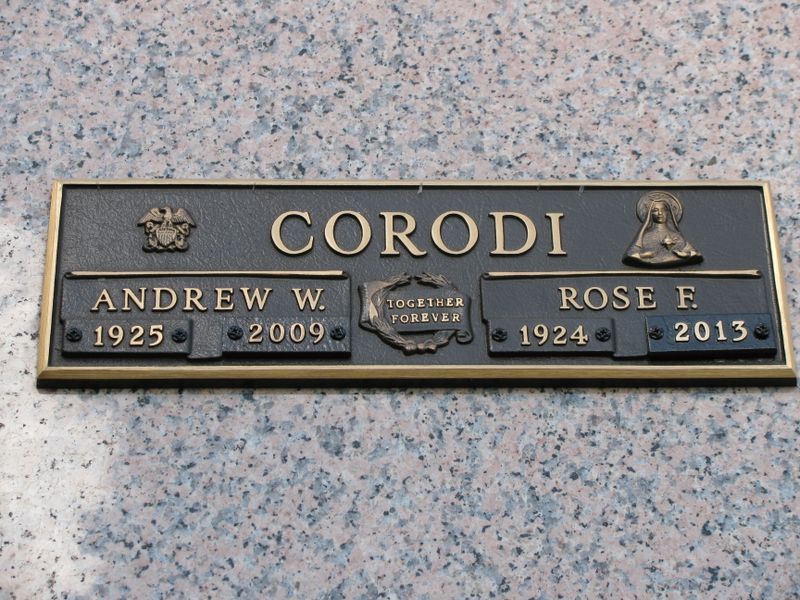 CORODI
ANDREW W.
1925 2009
TOGETHER
FOREVER
ROSE F.
1924 2013